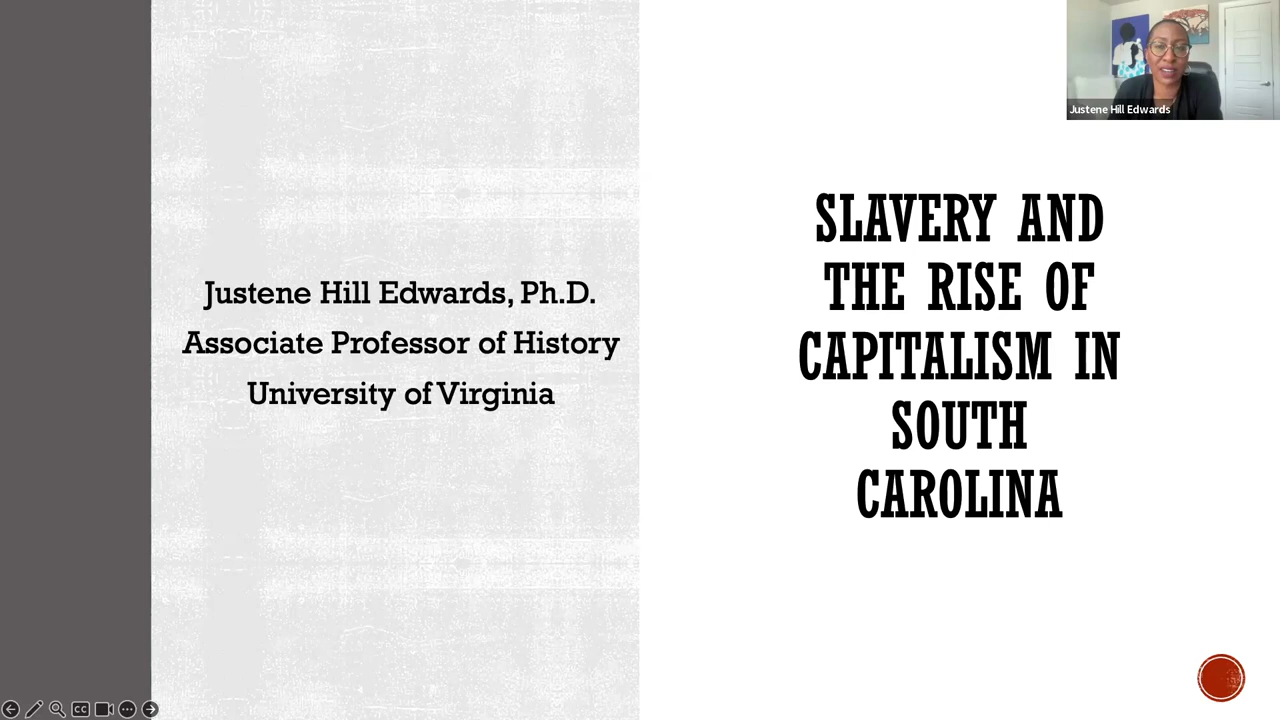 Justene Hill Edwards
Justene Hill Edwards, Ph.D.
Associate Professor of History
University of Virginia
SLAVERY AND
THE RISE OF
CAPITALISM IN
SOUTH
CAROLINA
CC